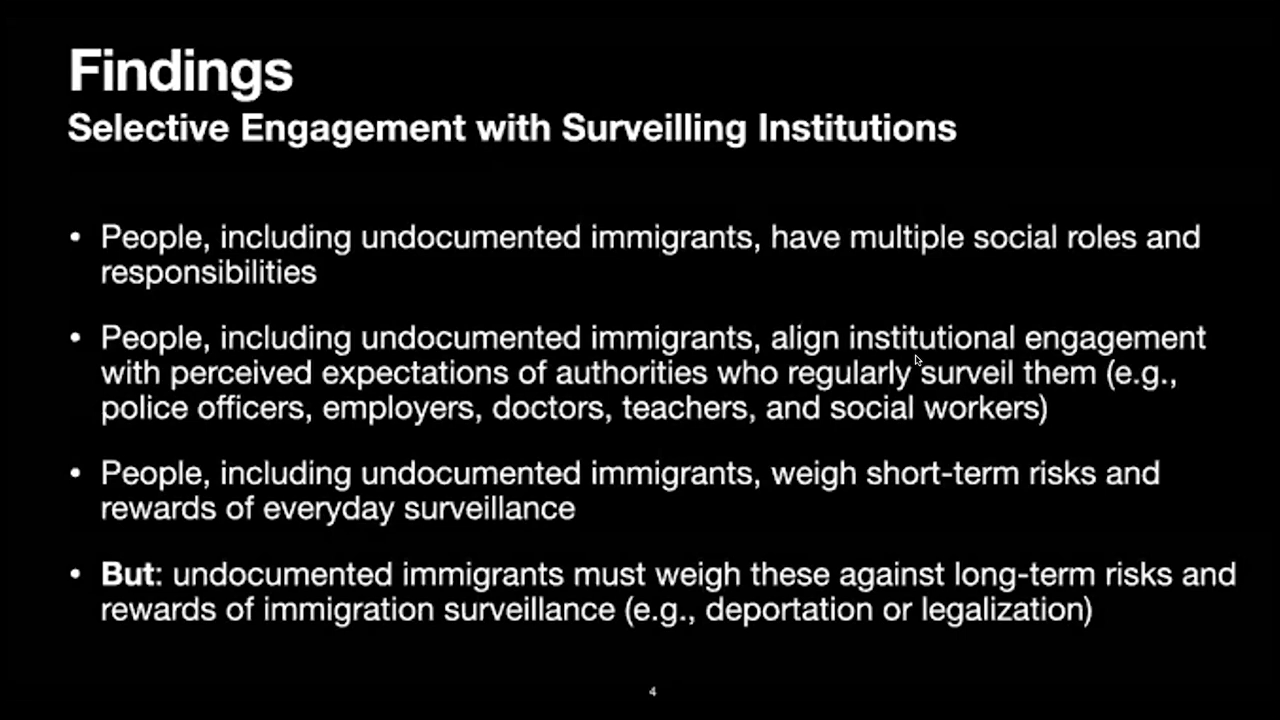 Findings
Selective Engagement with Surveilling Institutions
• People, including undocumented immigrants, have multiple social roles and
responsibilities
• People, including undocumented immigrants, align institutional engagement
with perceived expectations of authorities who regularly surveil them (e.g.,
police officers, employers, doctors, teachers, and social workers)
• People, including undocumented immigrants, weigh short-term risks and
rewards of everyday surveillance
• But: undocumented immigrants must weigh these against long-term risks and
rewards of immigration surveillance (e.g., deportation or legalization)
4